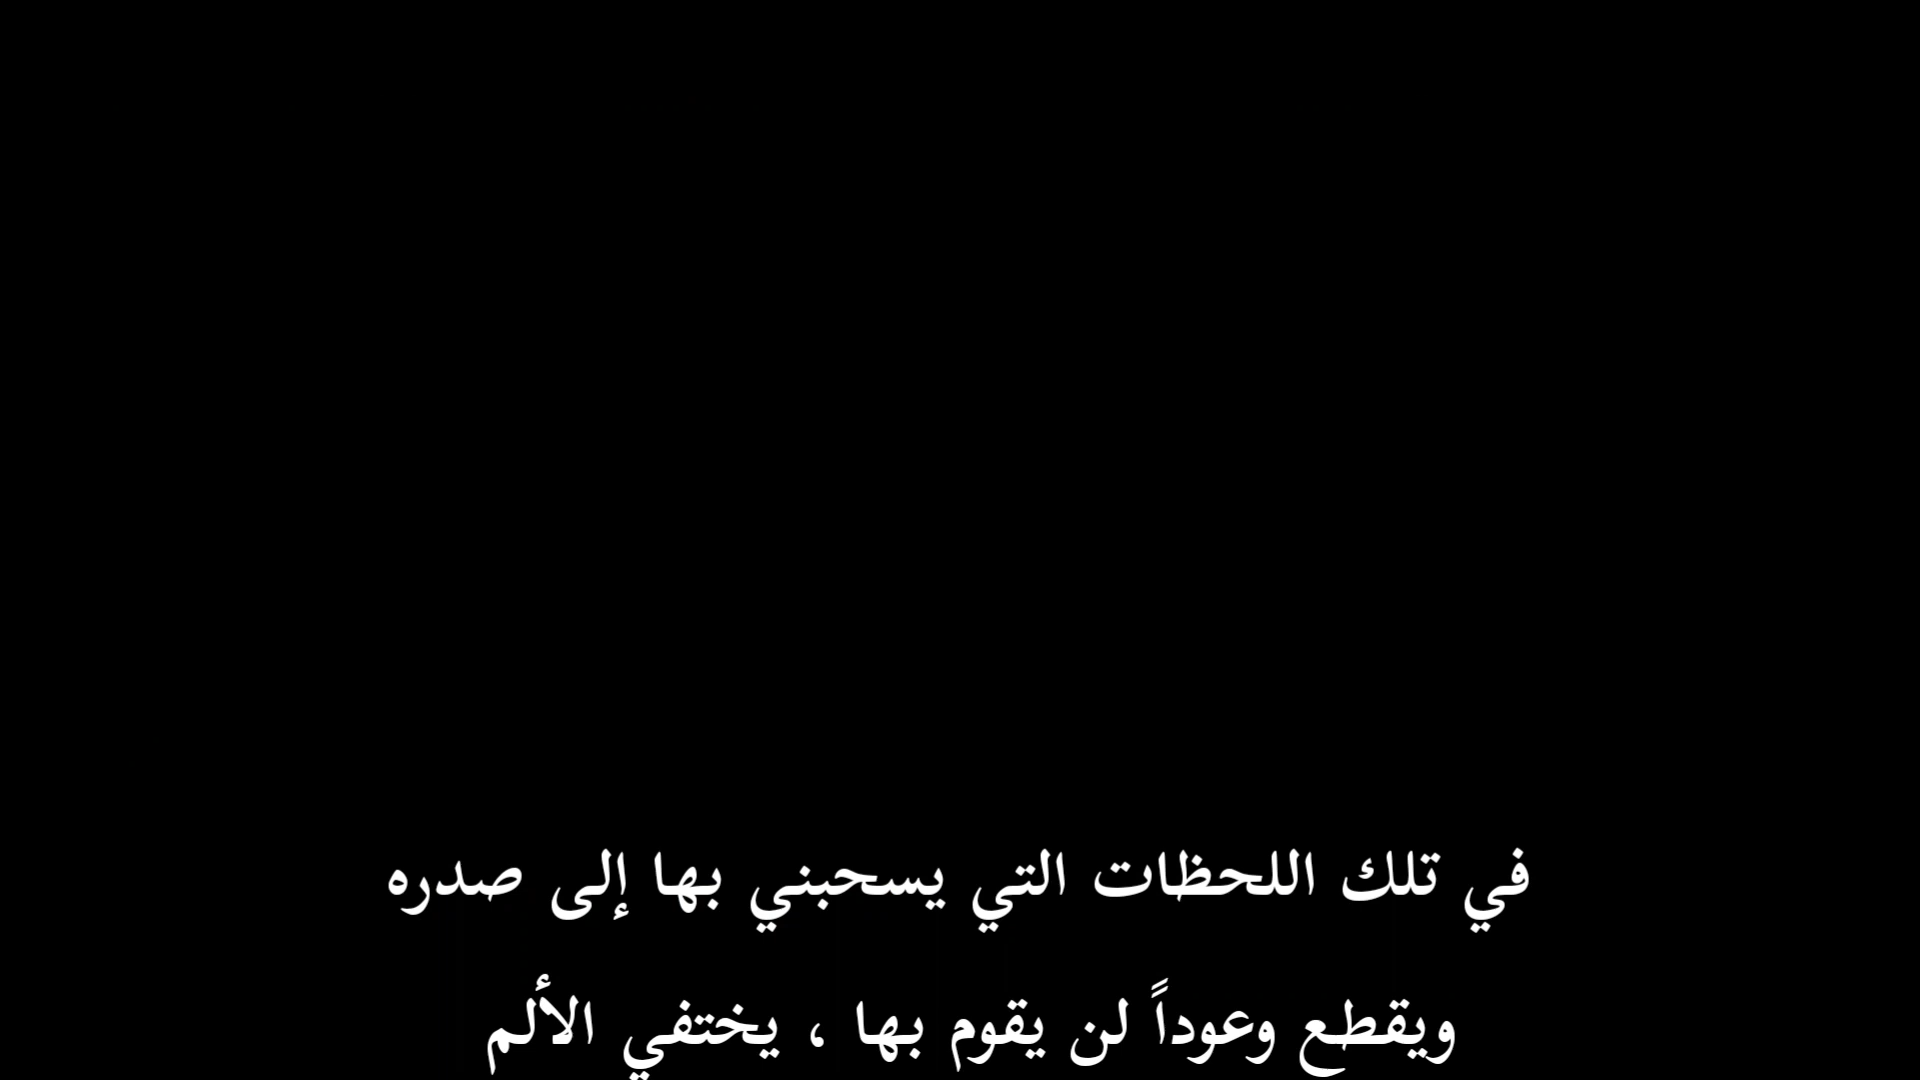 في تلك اللحظات التي يسحبني بها إلى صدره
ويقطع وعوداً لن يقوم بها ، يختفي الألم